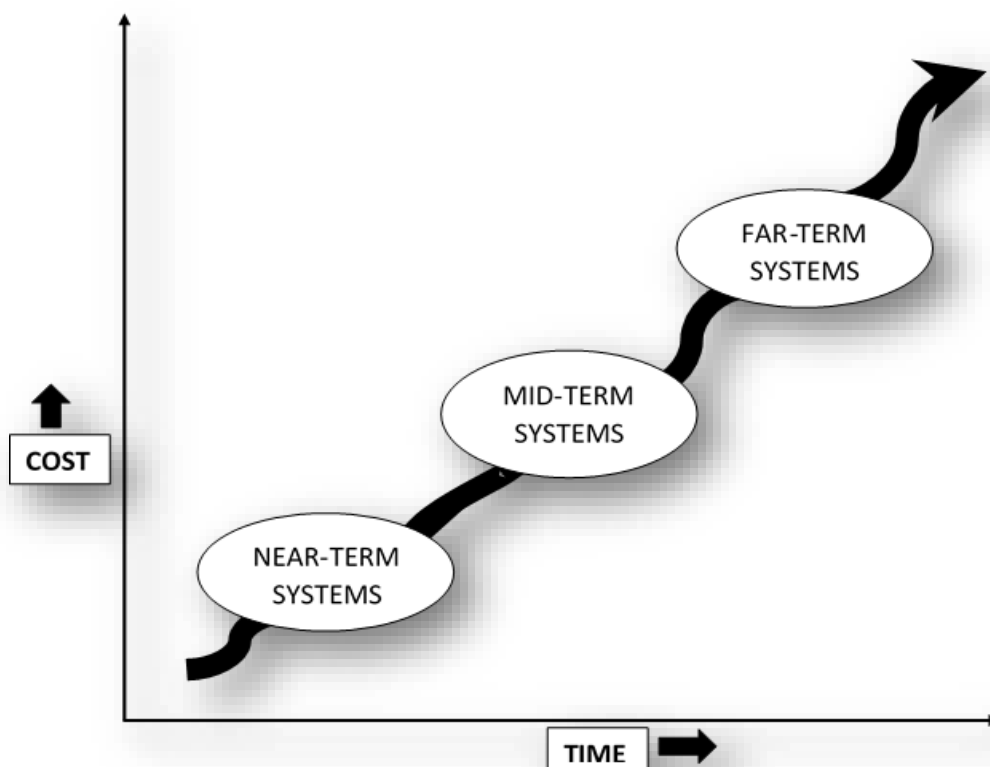 FAR-TERM
SYSTEMS
MID-TERM
SYSTEMS
COST
NEAR-TERM
SYSTEMS
TIME